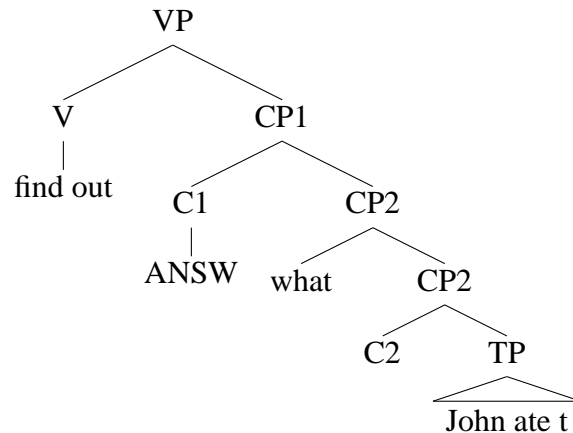 VP
V CP1
find out C1 CP2
ANSW what CP2
C2 TP
John ate t